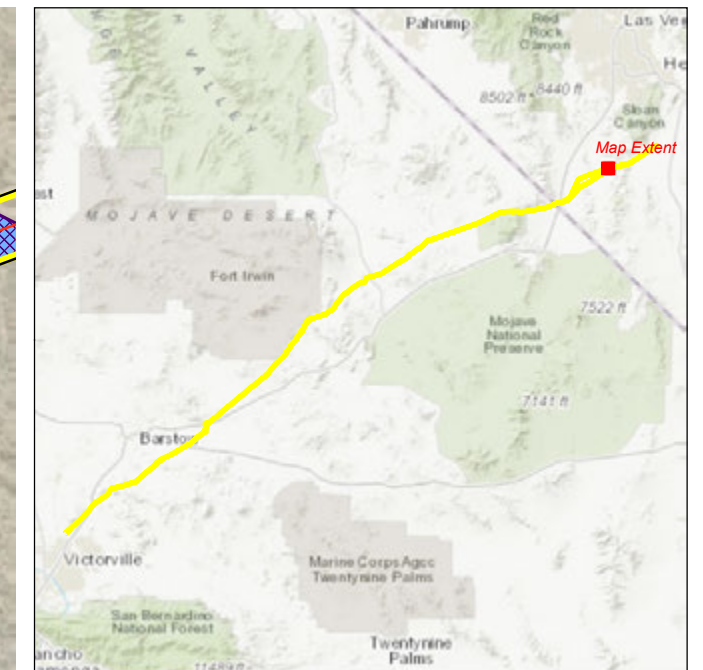 Pahrump
Red
Rock
Canyon
Las Ve
He
8502 ft
8440 ft
Sloan
Canyon
Map Extent
VALLEY
MOJAVE DESERT
Fort Irwin
7522 ft
Mojave
National
Preserve
7141 ft
Barstow
Victorville
Marine Corps Agcc
Twentynine Palms
San Bernardino
National Forest
Twentynine
Palms
ancho
11489 ft